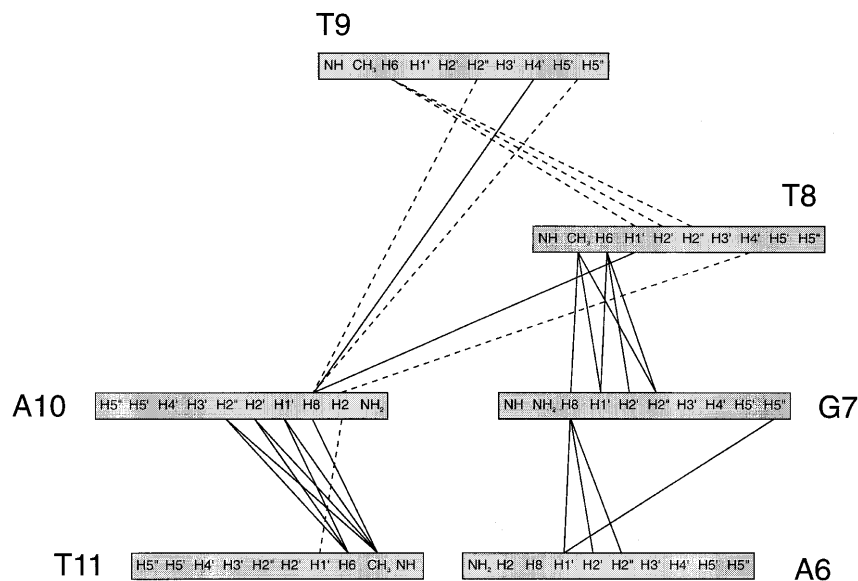 T9
NH CH₃ H6 H1' H2' H2" H3' H4' H5' H5"
T8
NH CH₃ H6 H1' H2' H2" H3' H4' H5' H5"
A10
H5" H5' H4' H3' H2" H2' H1' H8 H2 NH₂
NH NH₂ H8 H1' H2' H2" H3' H4' H5' H5"
G7
T11
H5" H5' H4' H3' H2" H2' H1' H6 CH₃ NH
NH₂ H2 H8 H1' H2' H2" H3' H4' H5' H5"
A6